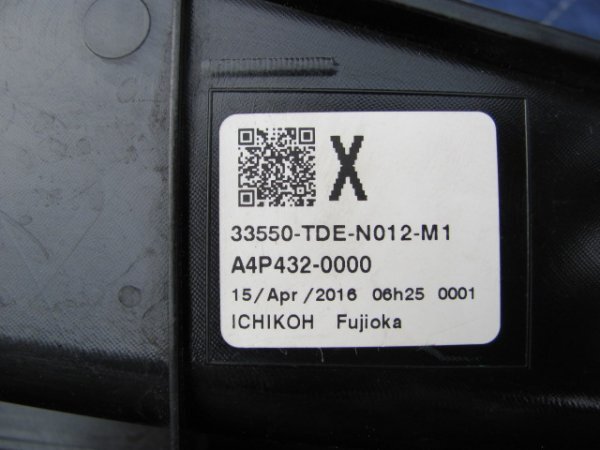 X
33550-TDE-N012-M1
A4P432-0000
15/Apr/2016 06h25 0001
ICHIKOH Fujioka